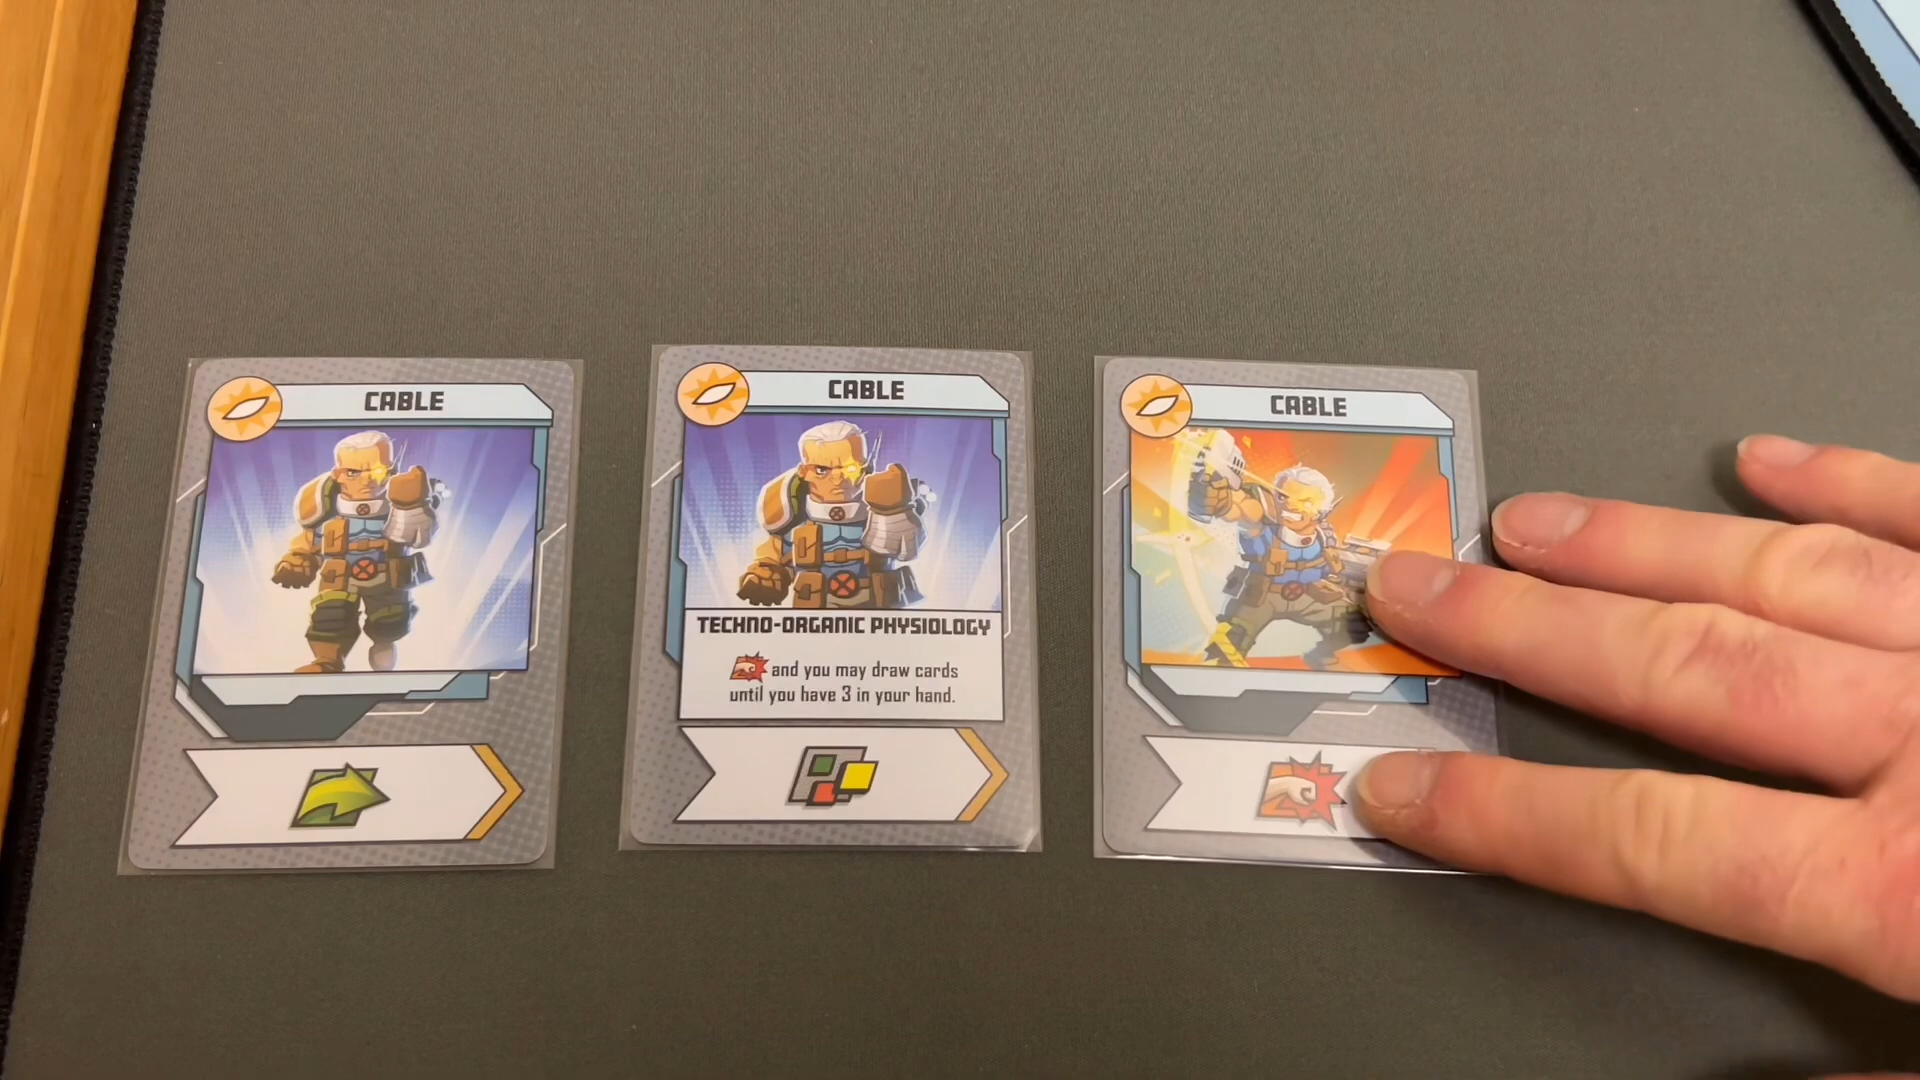 CABLE
CABLE
TECHNO-ORGANIC PHYSIOLOGY
and you may draw cards
until you have 3 in your hand.
CABLE